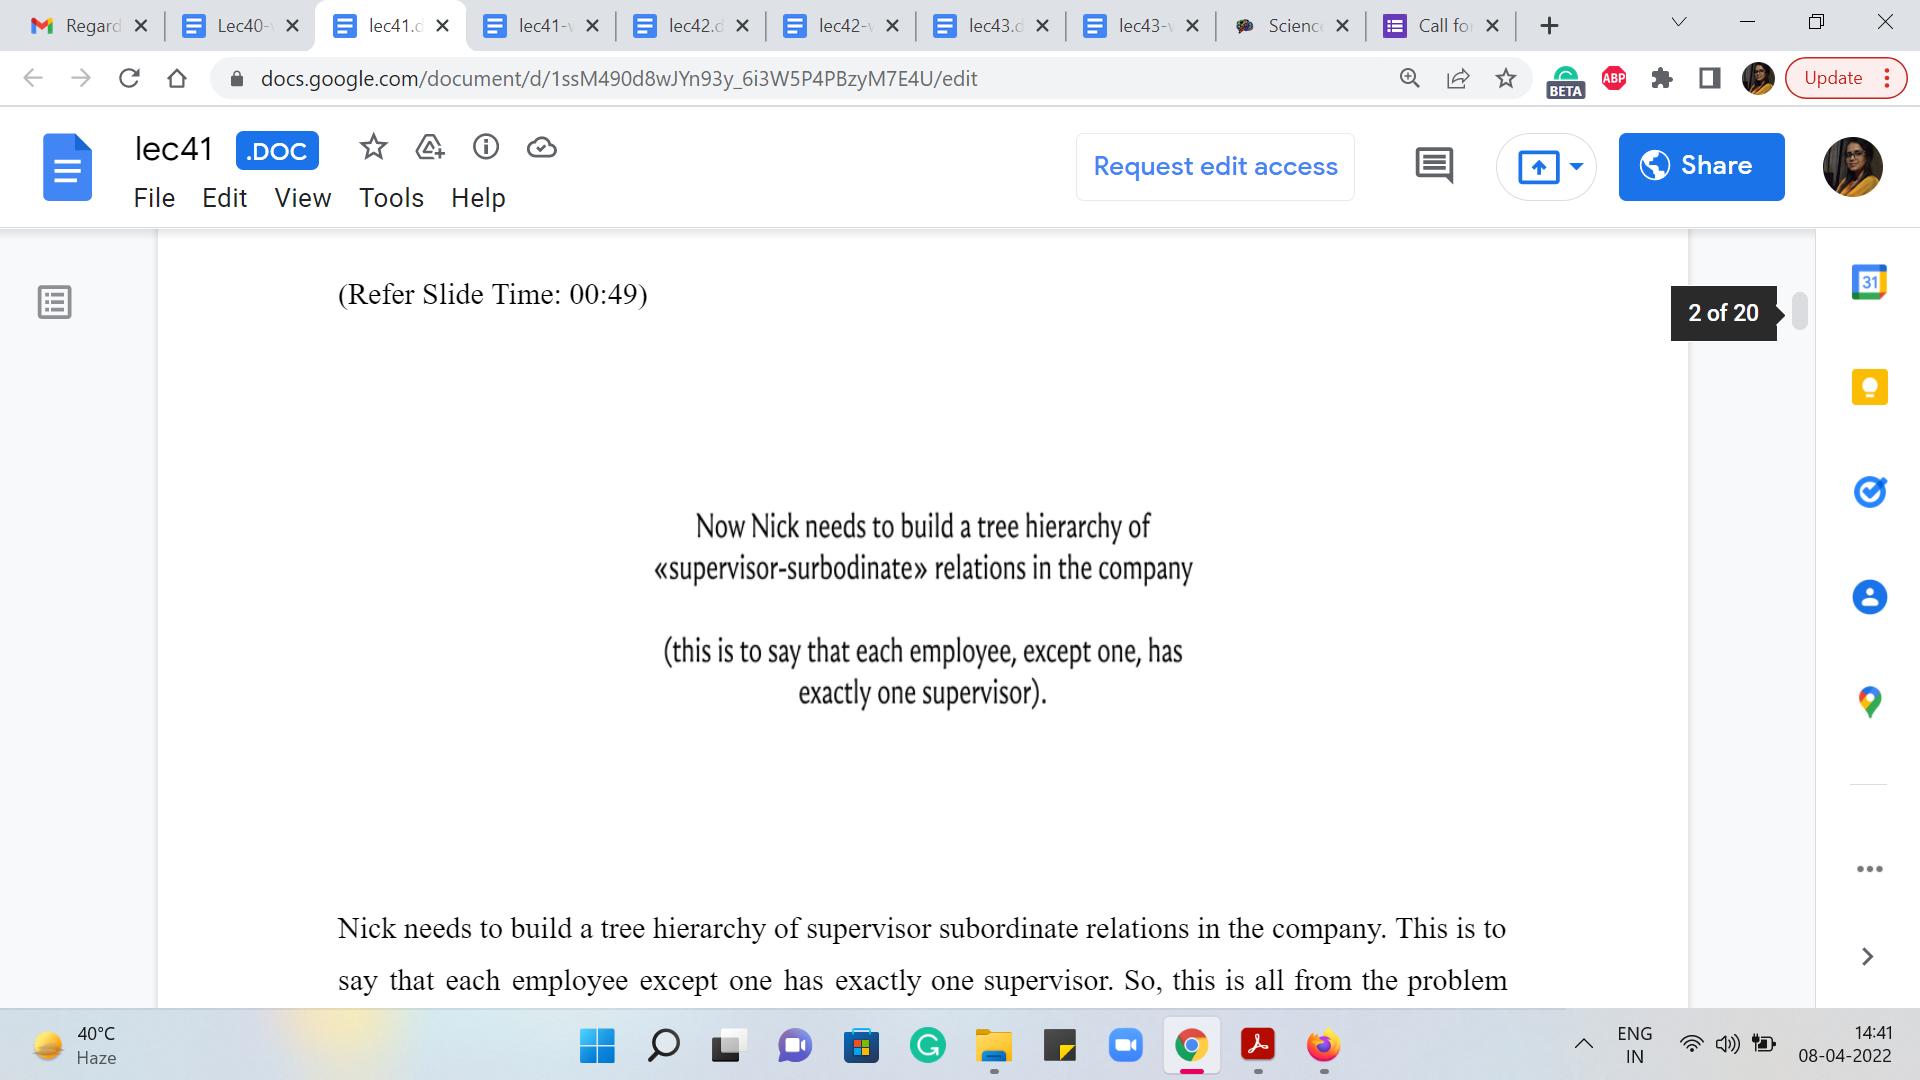 Regard
Lec40-
lec41.d
lec41-v
lec42.d
lec42-v
lec43.d
lec43-v
Science
Call for
docs.google.com/document/d/1ssM490d8wJYn93y_6i3W5P4PBzyM7E4U/edit
BETA
ABP
Update
lec41 .DOC
File Edit View Tools Help
Request edit access
Share
(Refer Slide Time: 00:49)
31
2 of 20
Now Nick needs to build a tree hierarchy of
«supervisor-surbodinate» relations in the company
(this is to say that each employee, except one, has
exactly one supervisor).
Nick needs to build a tree hierarchy of supervisor subordinate relations in the company. This is to
say that each employee except one has exactly one supervisor. So, this is all from the problem
40°C
Haze
ENG
IN
14:41
08-04-2022